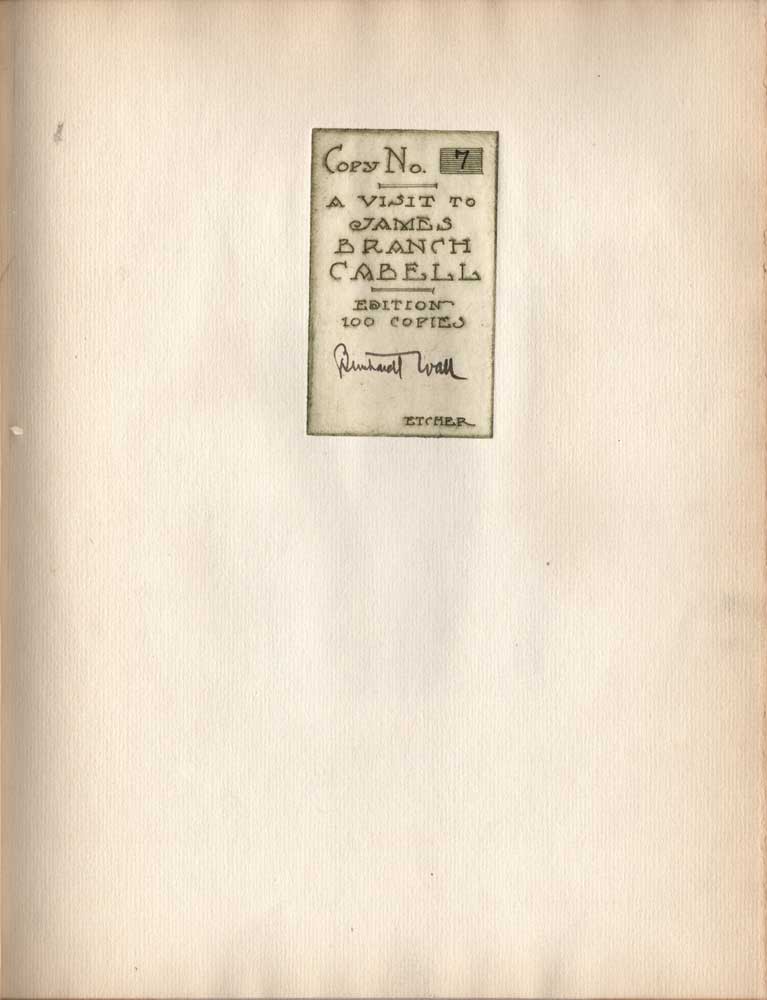 Copy No. 7
A VISIT TO
JAMES
BRANCH
CABELL
EDITION
100 COPIES
Bernhardt Wall
ETCHER